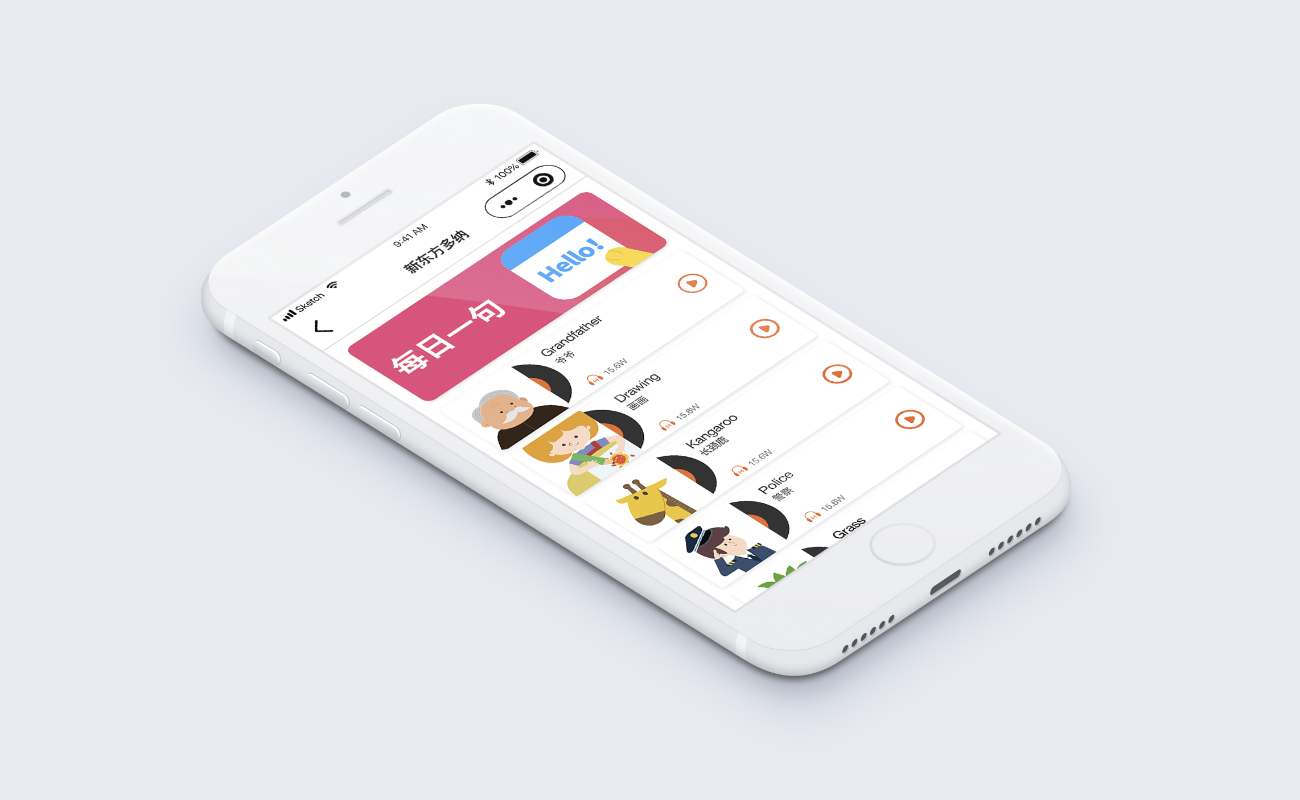 Sketch
9:41 AM
100%
新东方多纳
每日一句
Hello!
Grandfather
爷爷
15.6W
Drawing
画画
15.6W
Kangaroo
长颈鹿
15.6W
Police
警察
15.6W
Grass